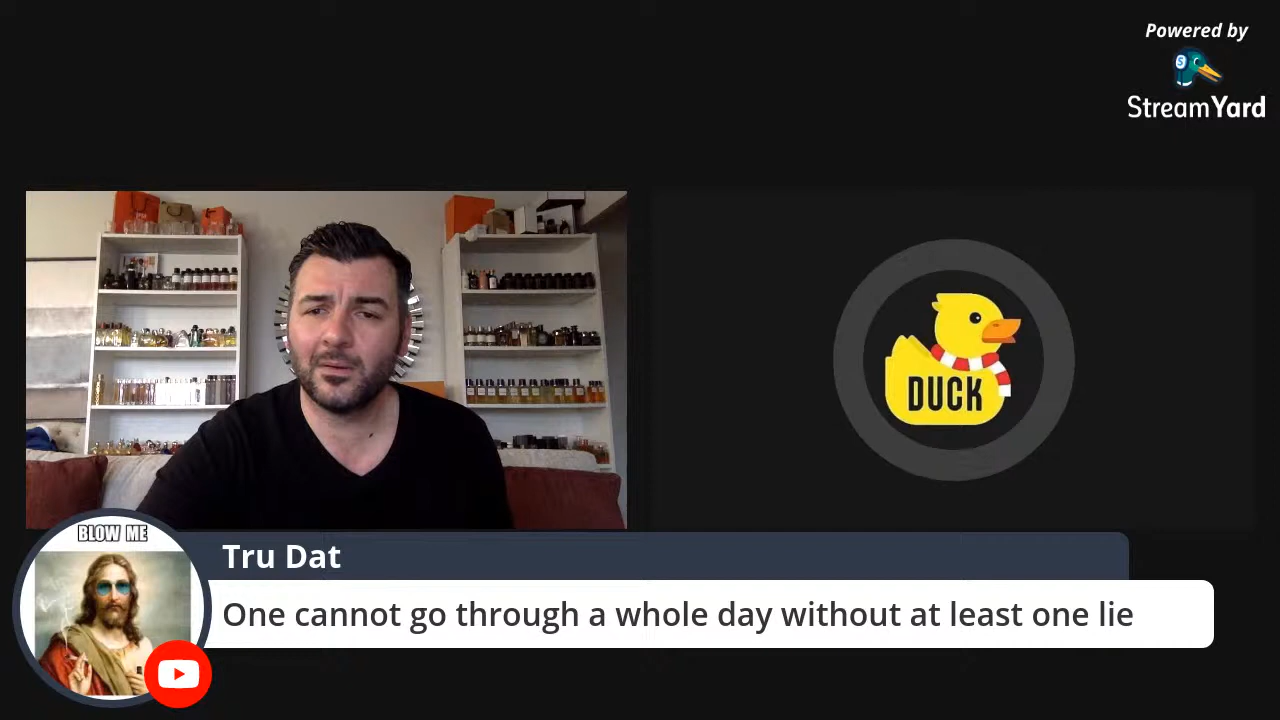 Powered by
StreamYard
DUCK
BLOW ME
Tru Dat
One cannot go through a whole day without at least one lie